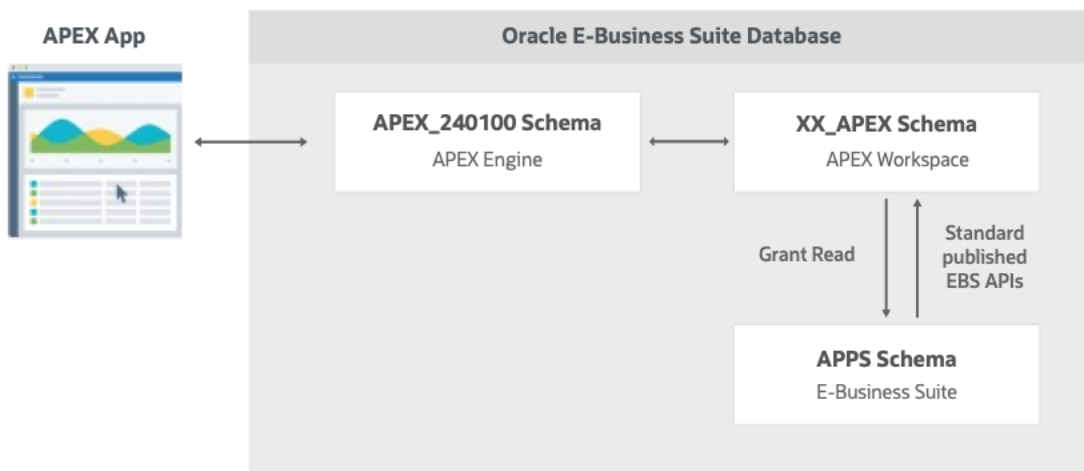 APEX App
Oracle E-Business Suite Database
APEX_240100 Schema
APEX Engine
XX_APEX Schema
APEX Workspace
Grant Read
Standard
published
EBS APIs
APPS Schema
E-Business Suite